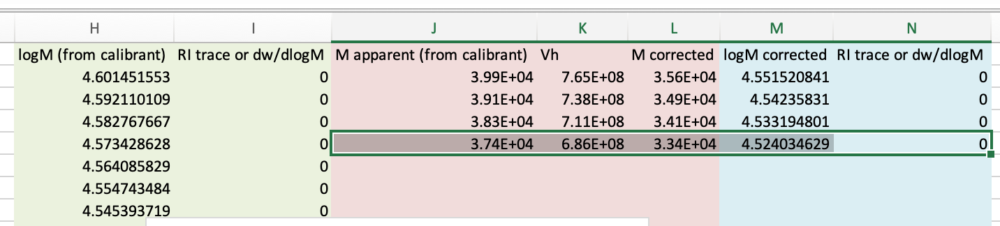 H I J K L M N
logM (from calibrant) RI trace or dw/dlogM M apparent (from calibrant) Vh M corrected logM corrected RI trace or dw/dlogM
4.601451553 0 3.99E+04 7.65E+08 3.56E+04 4.551520841 0
4.592110109 0 3.91E+04 7.38E+08 3.49E+04 4.54235831 0
4.582767667 0 3.83E+04 7.11E+08 3.41E+04 4.533194801 0
4.573428628 0 3.74E+04 6.86E+08 3.34E+04 4.524034629 0
4.564085829 0
4.554743484 0
4.545393719 0